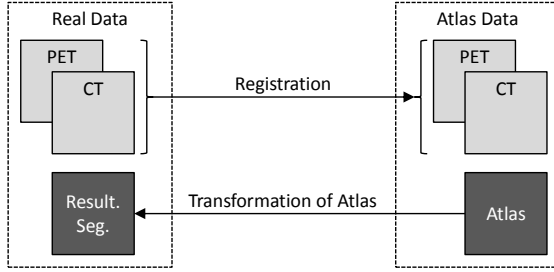 Real Data
Atlas Data
PET
CT
Registration
PET
CT
Result.
Seg.
Transformation of Atlas
Atlas